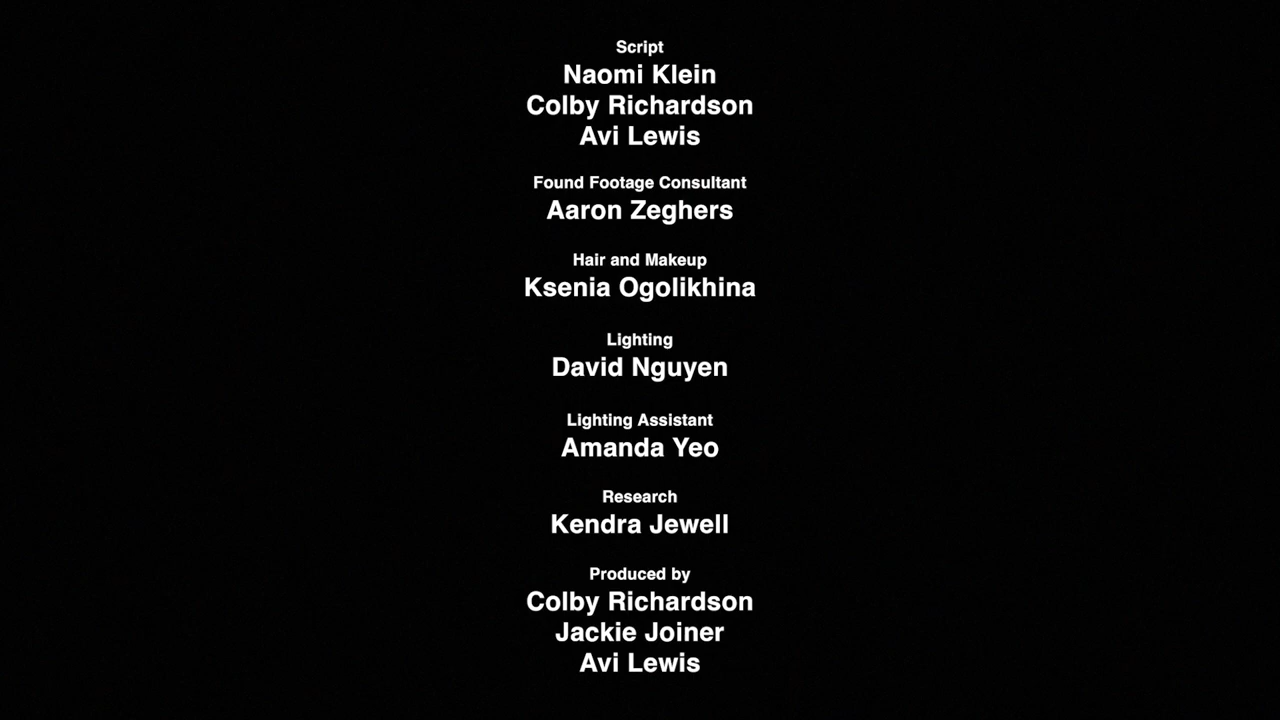 Script
Naomi Klein
Colby Richardson
Avi Lewis
Found Footage Consultant
Aaron Zeghers
Hair and Makeup
Ksenia Ogolikhina
Lighting
David Nguyen
Lighting Assistant
Amanda Yeo
Research
Kendra Jewell
Produced by
Colby Richardson
Jackie Joiner
Avi Lewis